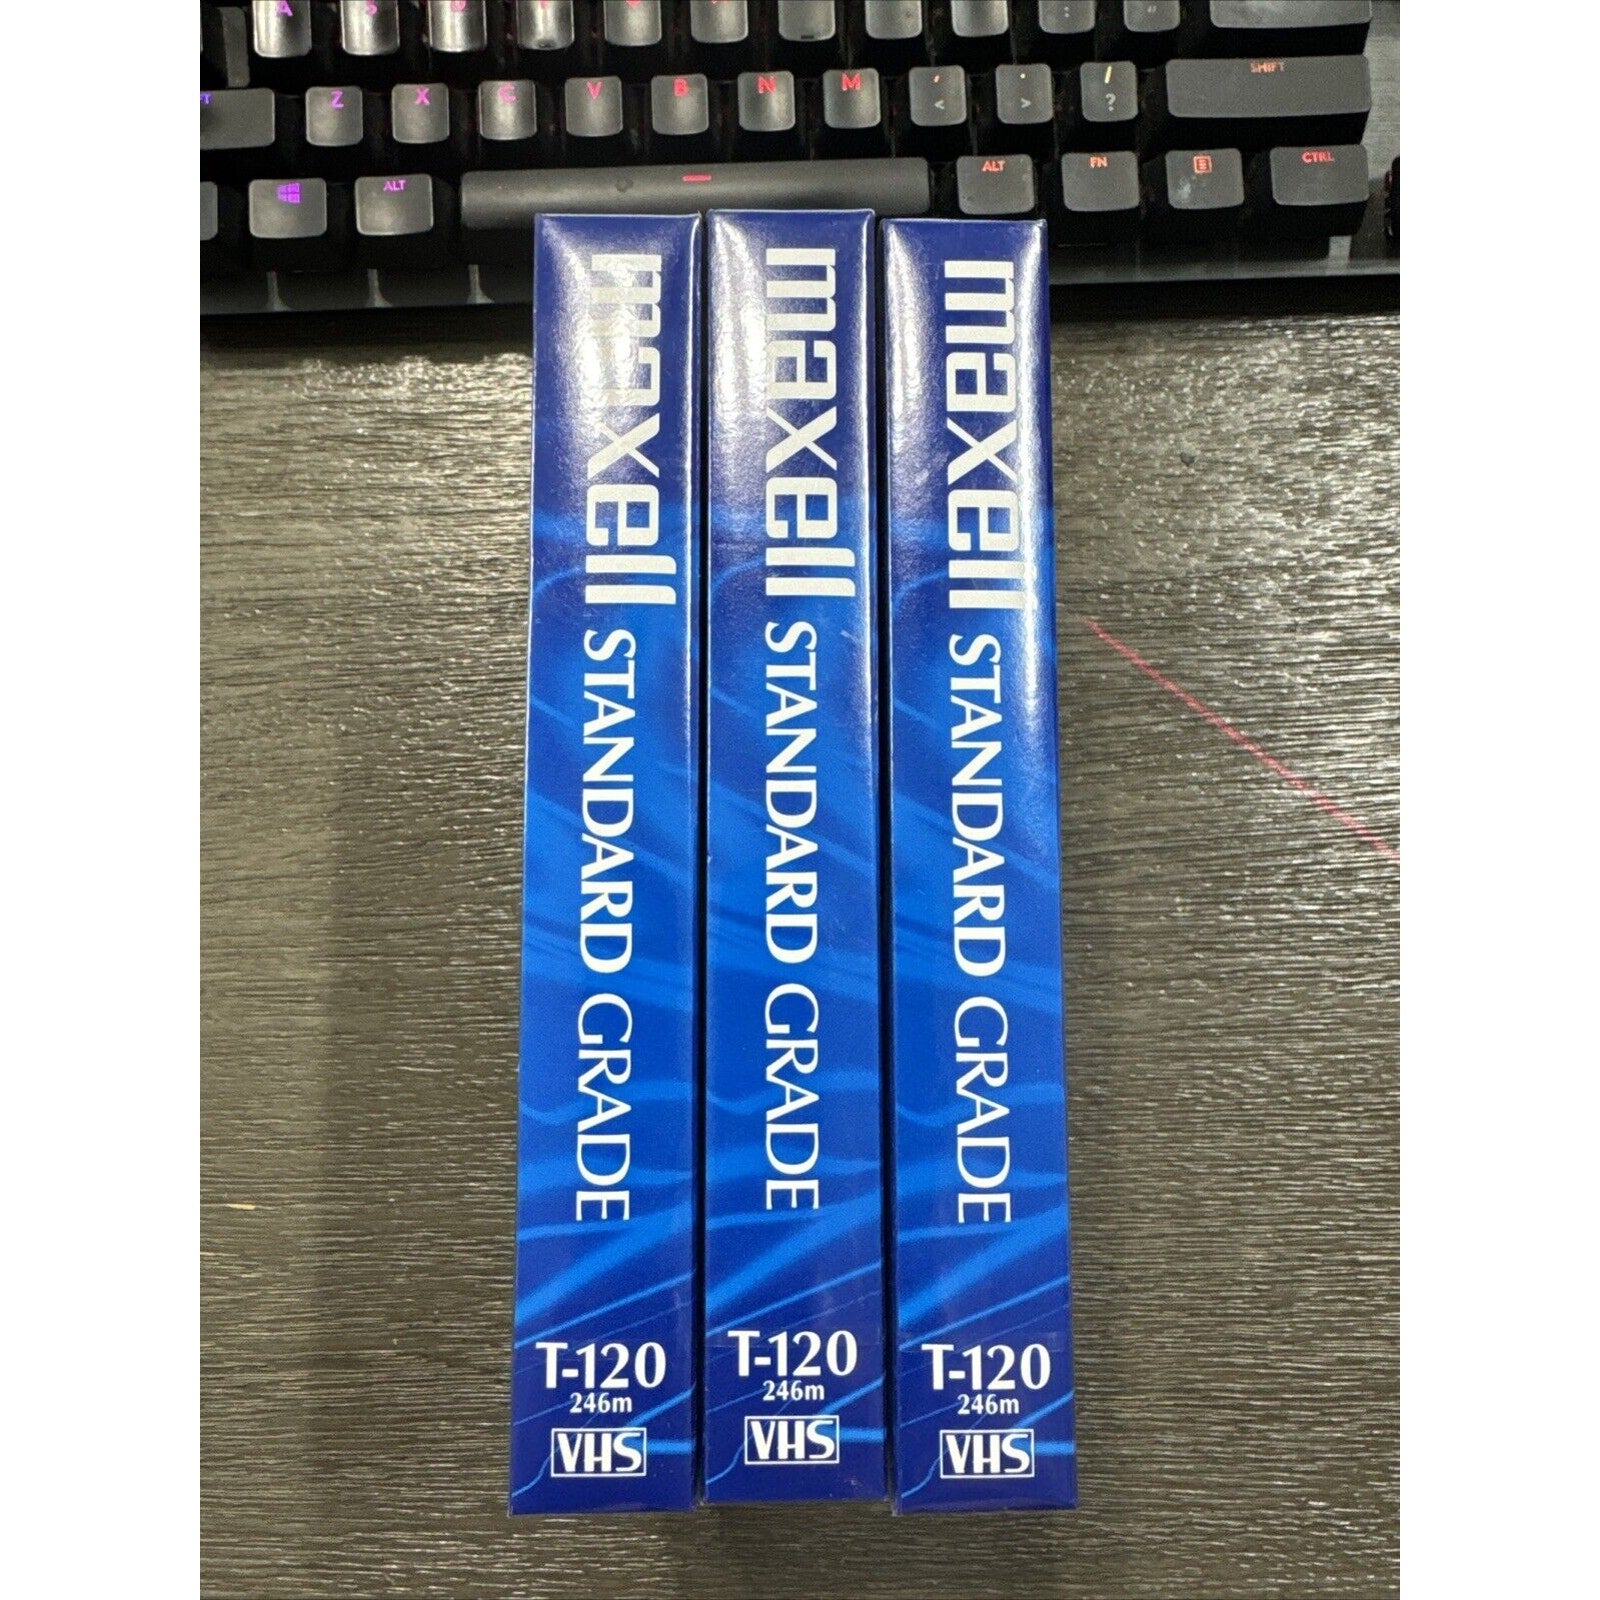 A S
Z X C V B N M , < . > / ? SHIFT
ALT ALT FN CTRL
maxell STANDARD GRADE
T-120
246m
VHS
maxell STANDARD GRADE
T-120
246m
VHS
maxell STANDARD GRADE
T-120
246m
VHS